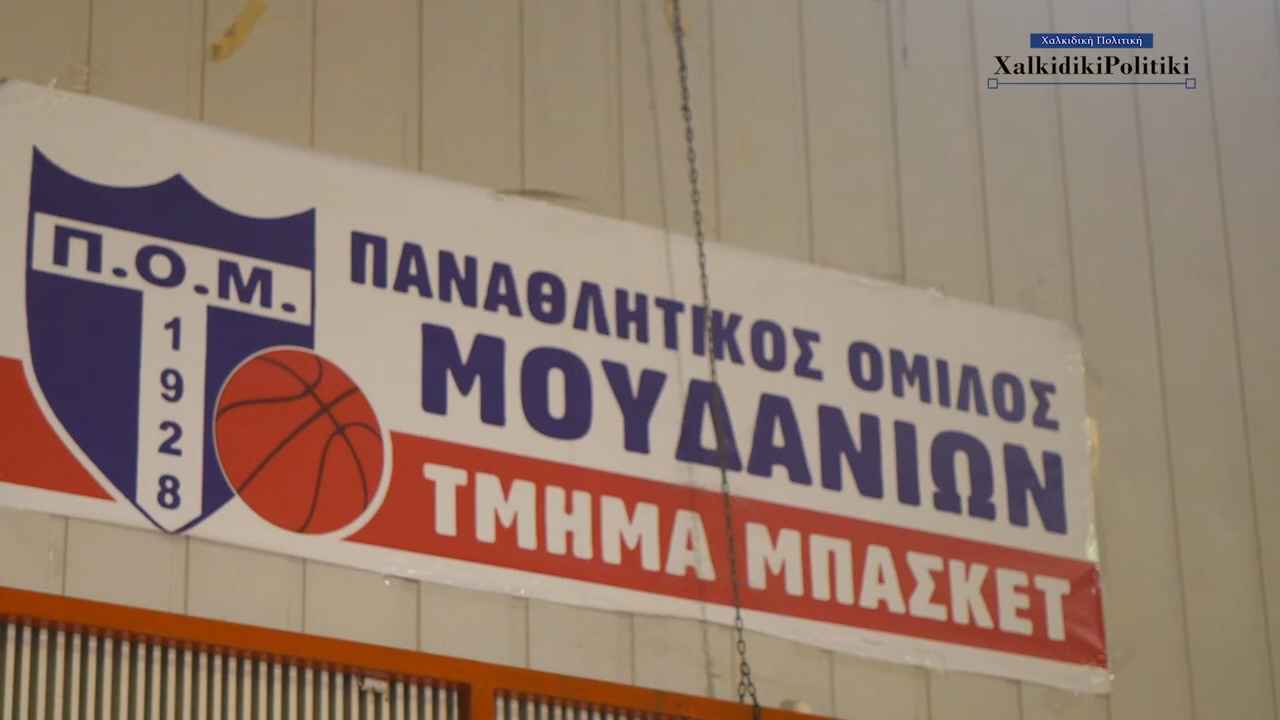 Χαλκιδική Πολιτική
XalkidikiPolitiki
Π.Ο.Μ.
1928
ΠΑΝΑΘΛΗΤΙΚΟΣ ΟΜΙΛΟΣ
ΜΟΥΔΑΝΙΩΝ
ΤΜΗΜΑ ΜΠΑΣΚΕΤ